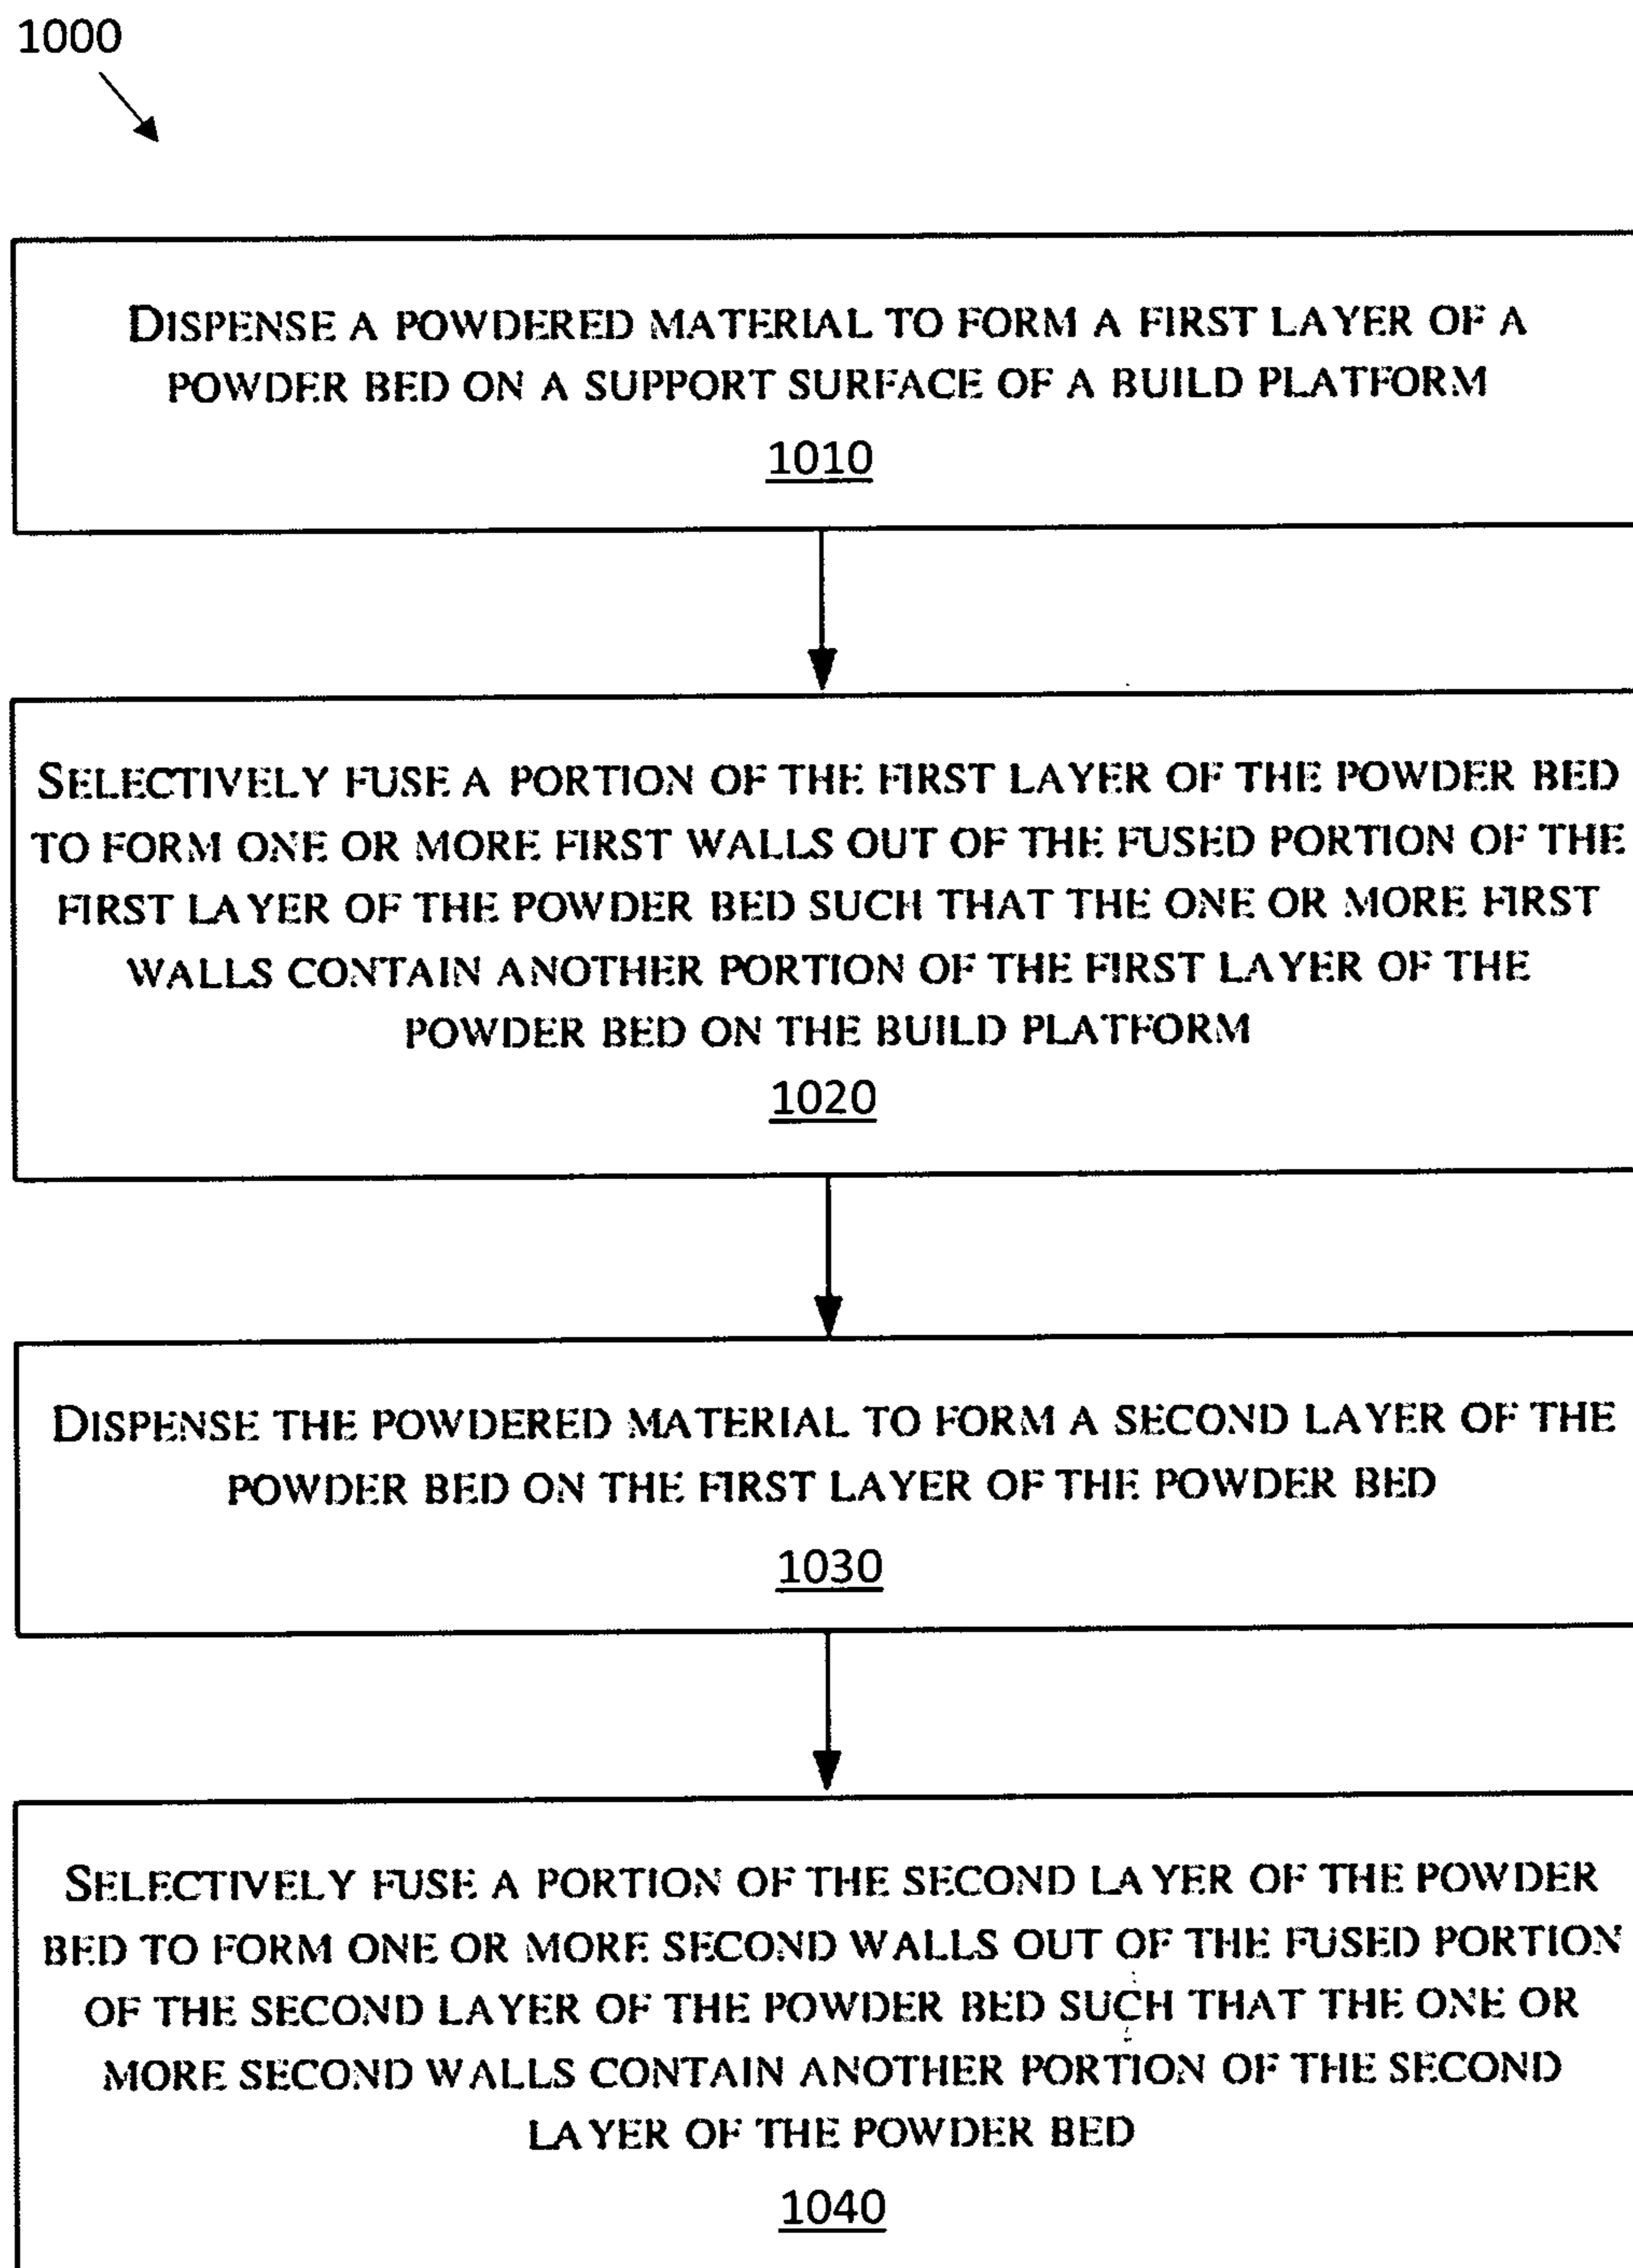 1000
DISPENSE A POWDERED MATERIAL TO FORM A FIRST LAYER OF A
POWDER BED ON A SUPPORT SURFACE OF A BUILD PLATFORM
1010
SELECTIVELY FUSE A PORTION OF THE FIRST LAYER OF THE POWDER BED
TO FORM ONE OR MORE FIRST WALLS OUT OF THE FUSED PORTION OF THE
FIRST LAYER OF THE POWDER BED SUCH THAT THE ONE OR MORE FIRST
WALLS CONTAIN ANOTHER PORTION OF THE FIRST LAYER OF THE
POWDER BED ON THE BUILD PLATFORM
1020
DISPENSE THE POWDERED MATERIAL TO FORM A SECOND LAYER OF THE
POWDER BED ON THE FIRST LAYER OF THE POWDER BED
1030
SELECTIVELY FUSE A PORTION OF THE SECOND LAYER OF THE POWDER
BED TO FORM ONE OR MORE SECOND WALLS OUT OF THE FUSED PORTION
OF THE SECOND LAYER OF THE POWDER BED SUCH THAT THE ONE OR
MORE SECOND WALLS CONTAIN ANOTHER PORTION OF THE SECOND
LAYER OF THE POWDER BED
1040